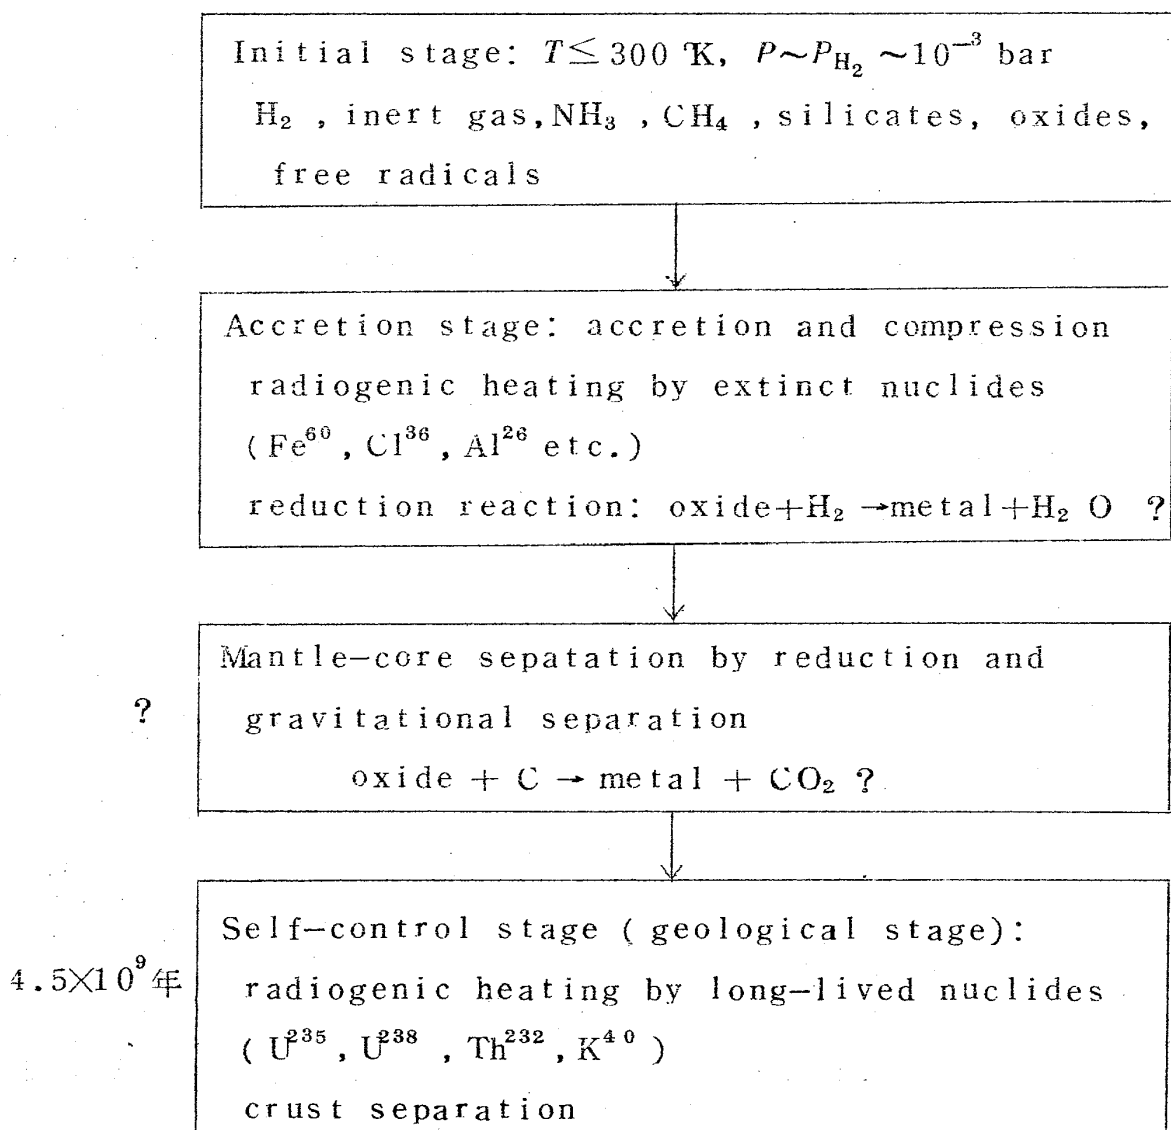 Initial stage: T≤300 °K, P~P_H₂ ~10⁻³ bar
H₂ , inert gas, NH₃ , CH₄ , silicates, oxides,
free radicals
Accretion stage: accretion and compression
radiogenic heating by extinct nuclides
(Fe⁶⁰, Cl³⁶, Al²⁶ etc.)
reduction reaction: oxide+H₂ →metal+H₂ O ?
Mantle-core sepatation by reduction and
?
gravitational separation
oxide + C → metal + CO₂ ?
Self-control stage ( geological stage):
4.5×10⁹年
radiogenic heating by long-lived nuclides
( U²³⁵, U²³⁸ , Th²³², K⁴⁰ )
crust separation